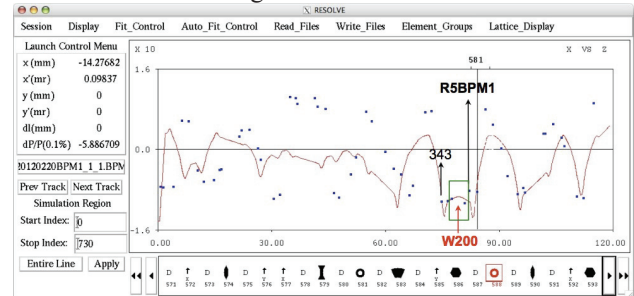 RESOLVE
Session Display Fit_Control Auto_Fit_Control Read_Files Write_Files Element_Groups Lattice_Display
Launch Control Menu
x (mm) -14.27682
x'(mr) 0.09837
y (mm) 0
y'(mr) 0
dl(mm) 0
dP/P(0.1%) -5.886709
20120220BPM1_1_1.BPM
Prev Track Next Track
Simulation Region
Start Index: 0
Stop Index: 730
Entire Line Apply
X 10
581
X VS Z
1.6
R5BPM1
0.0
343
-1.6
W200
0.00 30.00 60.00 90.00 120.00
D ↑ D D ↑ ↑ D D D D D ↑ D D D ↑
X Y X Y X
571 572 573 574 575 576 577 578 579 580 581 582 583 584 585 586 587 588 589 590 591 592 593